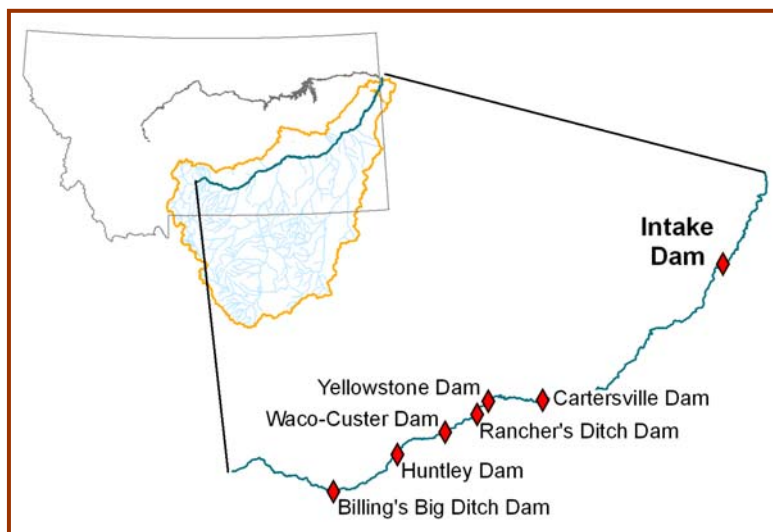 Intake
Dam
Yellowstone Dam
Cartersville Dam
Waco-Custer Dam
Rancher's Ditch Dam
Huntley Dam
Billing's Big Ditch Dam